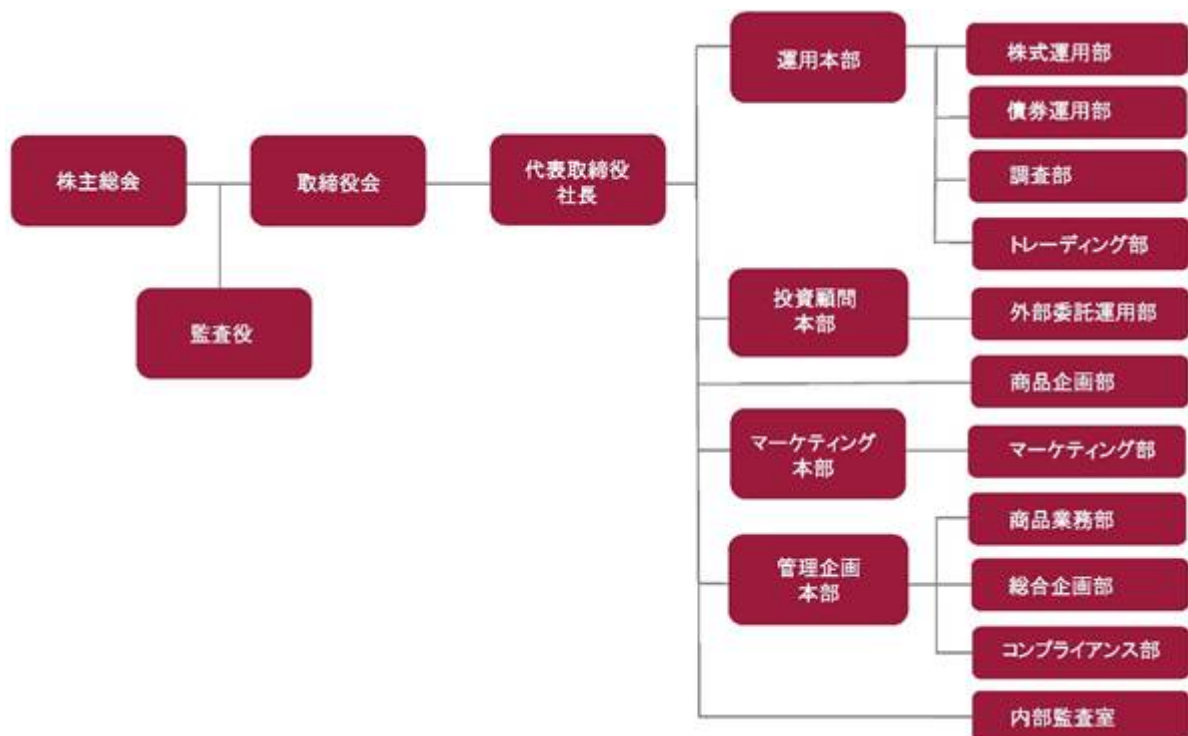 株主総会
取締役会
監査役
代表取締役
社長
運用本部
株式運用部
債券運用部
調査部
トレーディング部
投資顧問
本部
外部委託運用部
商品企画部
マーケティング
本部
マーケティング部
管理企画
本部
商品業務部
総合企画部
コンプライアンス部
内部監査室